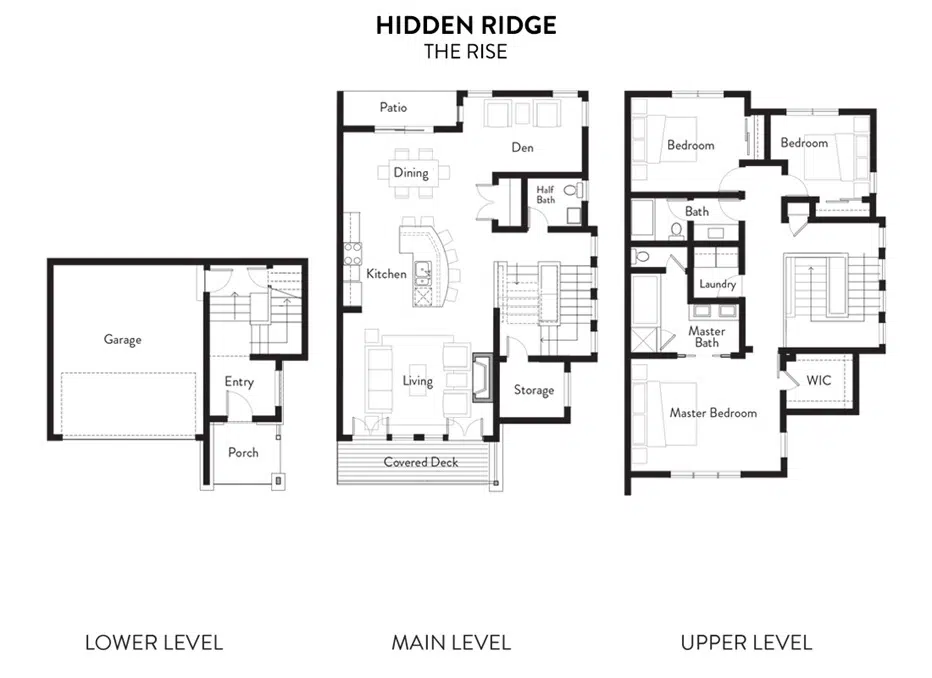 HIDDEN RIDGE
THE RISE
Patio
Den
Dining
Half
Bath
Kitchen
Living
Storage
Covered Deck
Garage
Entry
Porch
Bedroom
Bedroom
Bath
Laundry
Master
Bath
WIC
Master Bedroom
LOWER LEVEL
MAIN LEVEL
UPPER LEVEL